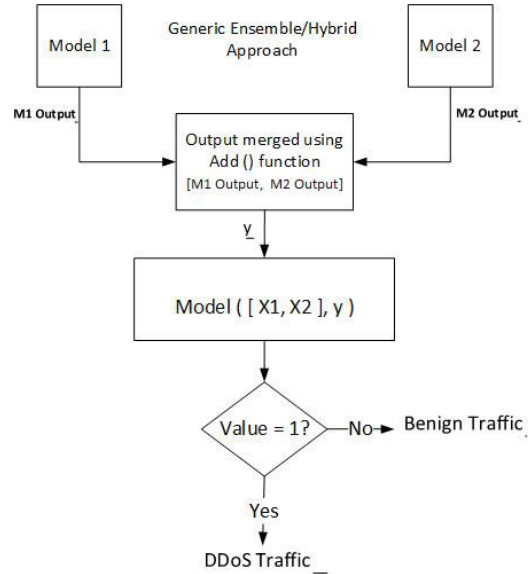 Model 1
Generic Ensemble/Hybrid
Approach
Model 2
M1 Output
M2 Output
Output merged using
Add () function
[M1 Output, M2 Output]
y
Model ( [ X1, X2 ], y )
Value = 1?
No
Benign Traffic
Yes
DDoS Traffic